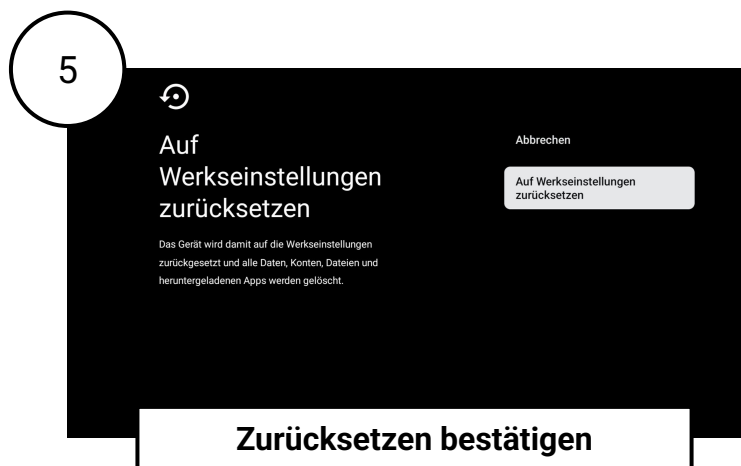 5
Auf
Werkseinstellungen
zurücksetzen
Das Gerät wird damit auf die Werkseinstellungen
zurückgesetzt und alle Daten, Konten, Dateien und
heruntergeladenen Apps werden gelöscht.
Abbrechen
Auf Werkseinstellungen
zurücksetzen
Zurücksetzen bestätigen